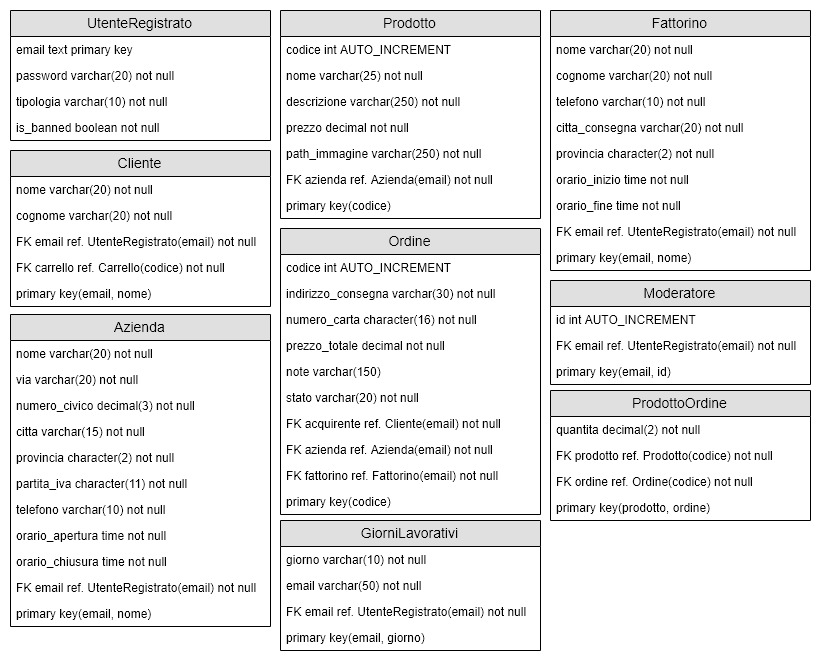 UtenteRegistrato
email text primary key
password varchar(20) not null
tipologia varchar(10) not null
is_banned boolean not null
Cliente
nome varchar(20) not null
cognome varchar(20) not null
FK email ref. UtenteRegistrato(email) not null
FK carrello ref. Carrello(codice) not null
primary key(email, nome)
Azienda
nome varchar(20) not null
via varchar(20) not null
numero_civico decimal(3) not null
citta varchar(15) not null
provincia character(2) not null
partita_iva character(11) not null
telefono varchar(10) not null
orario_apertura time not null
orario_chiusura time not null
FK email ref. UtenteRegistrato(email) not null
primary key(email, nome)
Prodotto
codice int AUTO_INCREMENT
nome varchar(25) not null
descrizione varchar(250) not null
prezzo decimal not null
path_immagine varchar(250) not null
FK azienda ref. Azienda(email) not null
primary key(codice)
Ordine
codice int AUTO_INCREMENT
indirizzo_consegna varchar(30) not null
numero_carta character(16) not null
prezzo_totale decimal not null
note varchar(150)
stato varchar(20) not null
FK acquirente ref. Cliente(email) not null
FK azienda ref. Azienda(email) not null
FK fattorino ref. Fattorino(email) not null
primary key(codice)
GiorniLavorativi
giorno varchar(10) not null
email varchar(50) not null
FK email ref. UtenteRegistrato(email) not null
primary key(email, giorno)
Fattorino
nome varchar(20) not null
cognome varchar(20) not null
telefono varchar(10) not null
citta_consegna varchar(20) not null
provincia character(2) not null
orario_inizio time not null
orario_fine time not null
FK email ref. UtenteRegistrato(email) not null
primary key(email, nome)
Moderatore
id int AUTO_INCREMENT
FK email ref. UtenteRegistrato(email) not null
primary key(email, id)
ProdottoOrdine
quantita decimal(2) not null
FK prodotto ref. Prodotto(codice) not null
FK ordine ref. Ordine(codice) not null
primary key(prodotto, ordine)